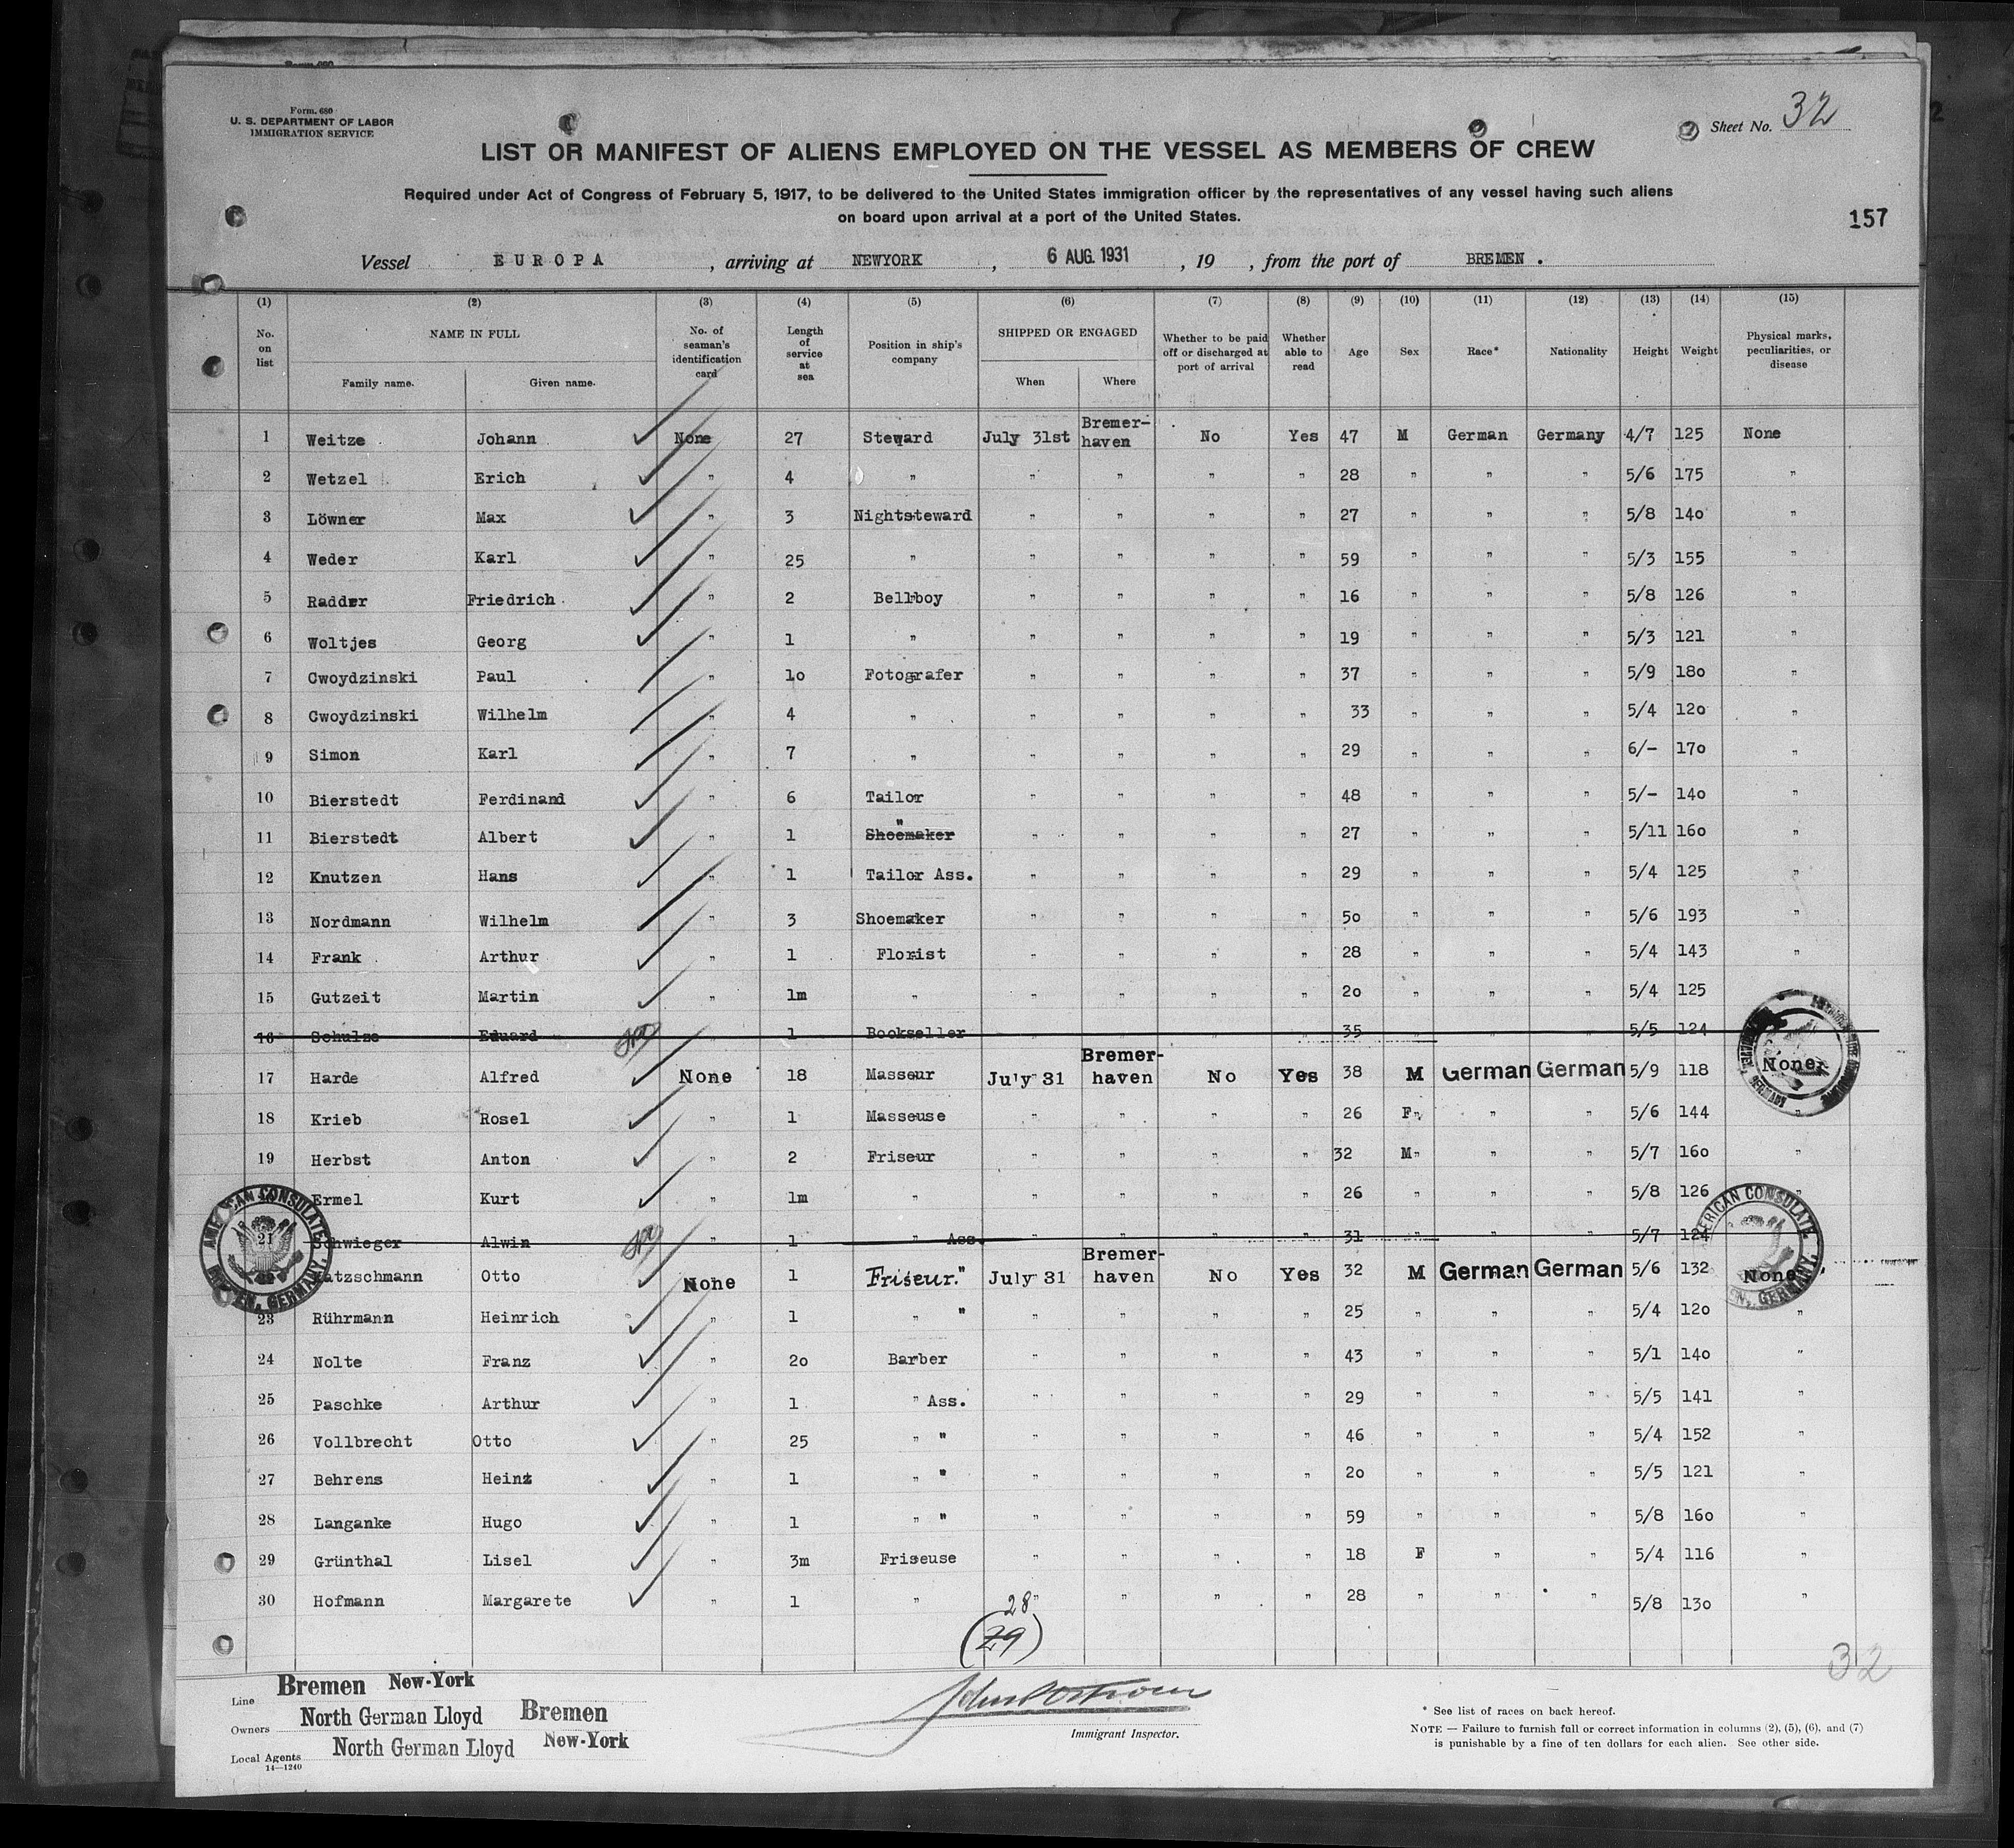 Form. 680
U. S. DEPARTMENT OF LABOR
IMMIGRATION SERVICE
Sheet No. 32
LIST OR MANIFEST OF ALIENS EMPLOYED ON THE VESSEL AS MEMBERS OF CREW
Required under Act of Congress of February 5, 1917, to be delivered to the United States immigration officer by the representatives of any vessel having such aliens
on board upon arrival at a port of the United States.
157
Vessel EUROPA, arriving at NEWYORK, 6 AUG. 1931, 19 , from the port of BREMEN.
(1) (2) (3) (4) (5) (6) (7) (8) (9) (10) (11) (12) (13) (14) (15)
No. on list NAME IN FULL Family name. Given name. No. of seaman's identification card Length of service at sea Position in ship's company SHIPPED OR ENGAGED When Where Whether to be paid off or discharged at port of arrival Whether able to read Age Sex Race* Nationality Height Weight Physical marks, peculiarities, or disease
1 Weitze Johann None 27 Steward July 31st Bremer-haven No Yes 47 M German Germany 4/7 125 None
2 Wetzel Erich " 4 " " " " " 28 " " " 5/6 175 "
3 Löwner Max " 3 Nightsteward " " " " 27 " " " 5/8 14o "
4 Weder Karl " 25 " " " " " 59 " " " 5/3 155 "
5 Radder Friedrich " 2 Bellboy " " " " 16 " " " 5/8 126 "
6 Woltjes Georg " 1 " " " " " 19 " " " 5/3 121 "
7 Cwoydzinski Paul " 1o Fotografer " " " " 37 " " " 5/9 18o "
8 Cwoydzinski Wilhelm " 4 " " " " " 33 " " " 5/4 12o "
9 Simon Karl " 7 " " " " " 29 " " " 6/- 17o "
10 Bierstedt Ferdinand " 6 Tailor " " " " 48 " " " 5/- 14o "
11 Bierstedt Albert " 1 " Shoemaker " " " " 27 " " " 5/11 16o "
12 Knutzen Hans " 1 Tailor Ass. " " " " 29 " " " 5/4 125 "
13 Nordmann Wilhelm " 3 Shoemaker " " " " 5o " " " 5/6 193 "
14 Frank Arthur " 1 Florist " " " " 28 " " " 5/4 143 "
15 Gutzeit Martin " 1m " " " " " 2o " " " 5/4 125 "
16 Schulze Eduard " 1 Bookseller 35 5/5 124
17 Harde Alfred None 18 Masseur July 31 Bremer-haven No Yes 38 M German German 5/9 118 None
18 Krieb Rosel " 1 Masseuse " " " " 26 F" " " 5/6 144 "
19 Herbst Anton " 2 Friseur " " " " 32 M" " " 5/7 16o "
Ermel Kurt " 1m " " " " " 26 " " " 5/8 126 "
21 Schwieger Alwin " 1 " Ass. " " " " 31 " " " 5/7 124
Katzschmann Otto None 1 Friseur." July 31 Bremer-haven No Yes 32 M German German 5/6 132 None
23 Rührmann Heinrich " 1 " " " " " " 25 " " " 5/4 12o "
24 Nolte Franz " 2o Barber " " " " 43 " " " 5/1 14o "
25 Paschke Arthur " 1 " Ass. " " " " 29 " " " 5/5 141 "
26 Vollbrecht Otto " 25 " " " " " " 46 " " " 5/4 152 "
27 Behrens Heinz " 1 " " " " " " 2o " " " 5/5 121 "
28 Langanke Hugo " 1 " " " " " " 59 " " " 5/8 16o "
29 Grünthal Lisel " 3m Friseuse " " " " 18 F " " 5/4 116 "
30 Hofmann Margarete " 1 " " " " " 28 " " " 5/8 13o "
28
(29)
AMERICAN CONSULATE, BREMEN, GERMANY.
AMERICAN CONSULATE, BREMEN, GERMANY.
32
Line Bremen New-York
Owners North German Lloyd Bremen
Local Agents North German Lloyd New-York
14—1240
Immigrant Inspector.
* See list of races on back hereof.
NOTE — Failure to furnish full or correct information in columns (2), (5), (6), and (7)
is punishable by a fine of ten dollars for each alien. See other side.